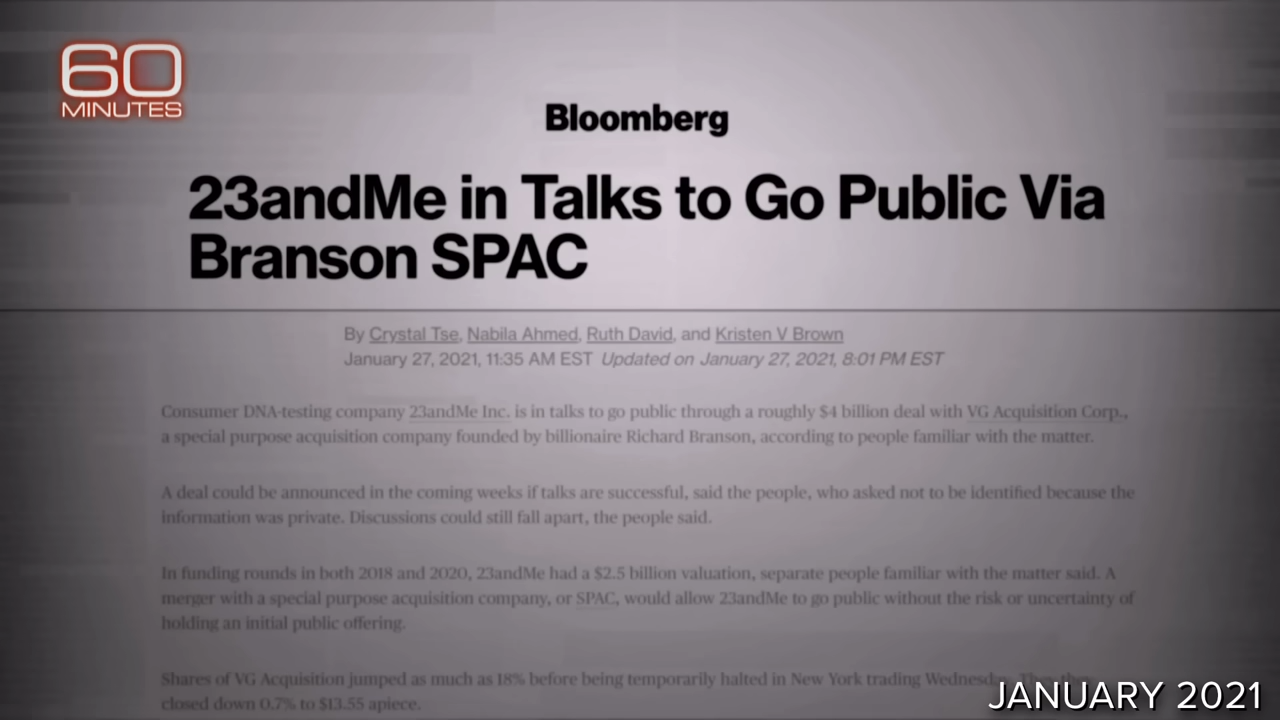 60
MINUTES
Bloomberg
23andMe in Talks to Go Public Via
Branson SPAC
By Crystal Tse, Nabila Ahmed, Ruth David, and Kristen V Brown
January 27, 2021, 11:35 AM EST Updated on January 27, 2021, 8:01 PM EST
Consumer DNA-testing company 23andMe Inc. is in talks to go public through a roughly $4 billion deal with VG Acquisition Corp.,
a special purpose acquisition company founded by billionaire Richard Branson, according to people familiar with the matter.
A deal could be announced in the coming weeks if talks are successful, said the people, who asked not to be identified because the
information was private. Discussions could still fall apart, the people said.
In funding rounds in both 2018 and 2020, 23andMe had a $2.5 billion valuation, separate people familiar with the matter said. A
merger with a special purpose acquisition company, or SPAC, would allow 23andMe to go public without the risk or uncertainty of
holding an initial public offering.
Shares of VG Acquisition jumped as much as 18% before being temporarily halted in New York trading Wednesday.
closed down 0.7% to $13.55 apiece.
JANUARY 2021